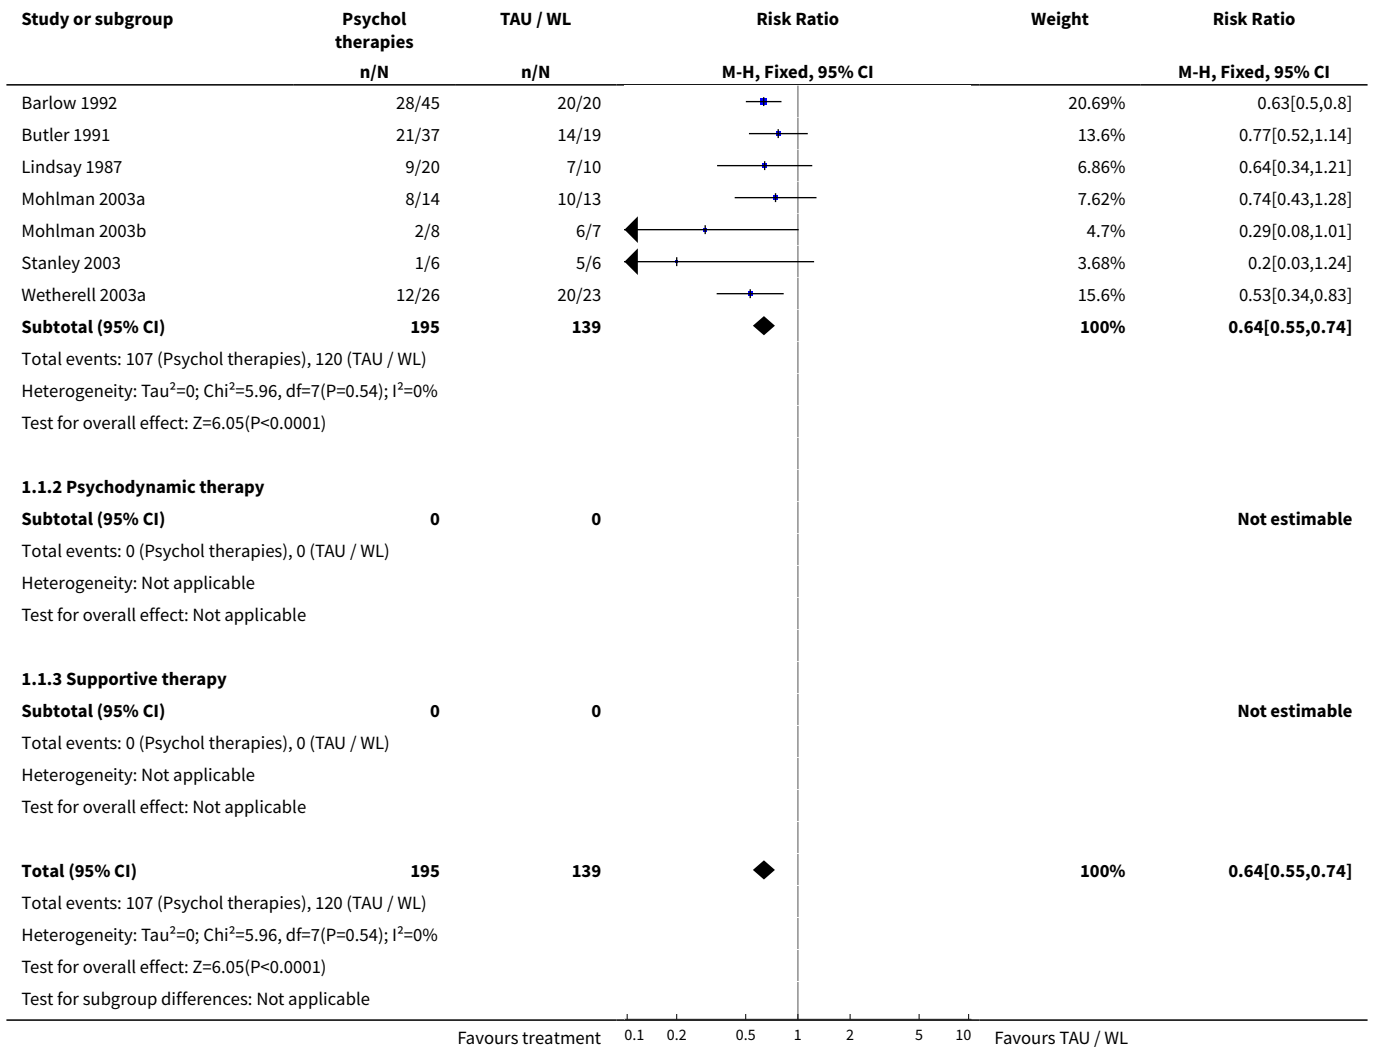 Study or subgroup Psychol therapies TAU / WL Risk Ratio Weight Risk Ratio
n/N n/N M-H, Fixed, 95% CI M-H, Fixed, 95% CI
Barlow 1992 28/45 20/20 20.69% 0.63[0.5,0.8]
Butler 1991 21/37 14/19 13.6% 0.77[0.52,1.14]
Lindsay 1987 9/20 7/10 6.86% 0.64[0.34,1.21]
Mohlman 2003a 8/14 10/13 7.62% 0.74[0.43,1.28]
Mohlman 2003b 2/8 6/7 4.7% 0.29[0.08,1.01]
Stanley 2003 1/6 5/6 3.68% 0.2[0.03,1.24]
Wetherell 2003a 12/26 20/23 15.6% 0.53[0.34,0.83]
Subtotal (95% CI) 195 139 100% 0.64[0.55,0.74]
Total events: 107 (Psychol therapies), 120 (TAU / WL)
Heterogeneity: Tau²=0; Chi²=5.96, df=7(P=0.54); I²=0%
Test for overall effect: Z=6.05(P<0.0001)
1.1.2 Psychodynamic therapy
Subtotal (95% CI) 0 0 Not estimable
Total events: 0 (Psychol therapies), 0 (TAU / WL)
Heterogeneity: Not applicable
Test for overall effect: Not applicable
1.1.3 Supportive therapy
Subtotal (95% CI) 0 0 Not estimable
Total events: 0 (Psychol therapies), 0 (TAU / WL)
Heterogeneity: Not applicable
Test for overall effect: Not applicable
Total (95% CI) 195 139 100% 0.64[0.55,0.74]
Total events: 107 (Psychol therapies), 120 (TAU / WL)
Heterogeneity: Tau²=0; Chi²=5.96, df=7(P=0.54); I²=0%
Test for overall effect: Z=6.05(P<0.0001)
Test for subgroup differences: Not applicable
Favours treatment 0.1 0.2 0.5 1 2 5 10 Favours TAU / WL